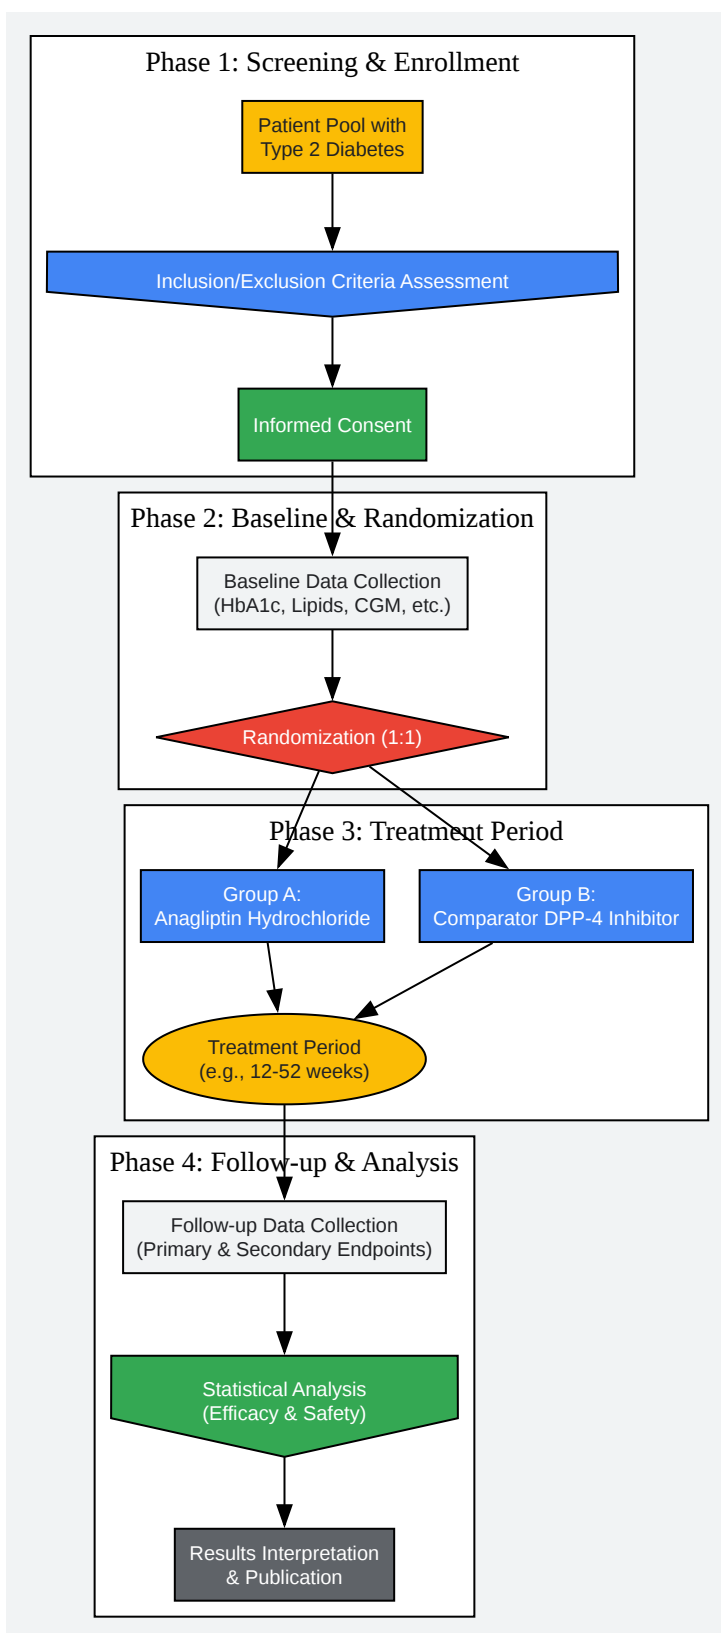 Phase 1: Screening & Enrollment
Patient Pool with
Type 2 Diabetes
Inclusion/Exclusion Criteria Assessment
Informed Consent
Phase 2: Baseline & Randomization
Baseline Data Collection
(HbA1c, Lipids, CGM, etc.)
Randomization (1:1)
Phase 3: Treatment Period
Group A:
Anagliptin Hydrochloride
Group B:
Comparator DPP-4 Inhibitor
Treatment Period
(e.g., 12-52 weeks)
Phase 4: Follow-up & Analysis
Follow-up Data Collection
(Primary & Secondary Endpoints)
Statistical Analysis
(Efficacy & Safety)
Results Interpretation
& Publication